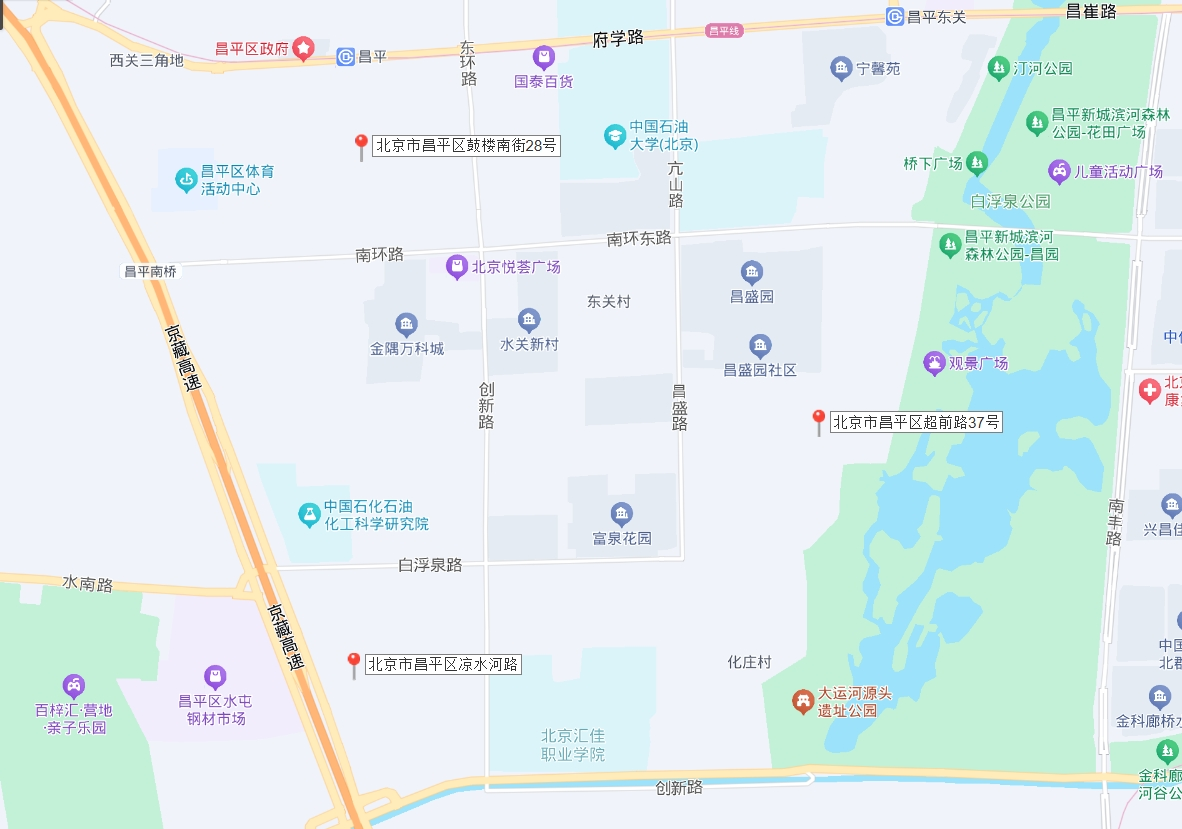 昌崔路
昌平东关
府学路
昌平线
昌平区政府
昌平
西关三角地
东环路
国泰百货
宁馨苑
汀河公园
昌平新城滨河森林
公园-花田广场
中国石油
大学(北京)
北京市昌平区鼓楼南街28号
桥下广场
儿童活动广场
昌平区体育
活动中心
亢山路
白浮泉公园
南环东路
南环路
昌平新城滨河
森林公园-昌园
昌平南桥
北京悦荟广场
昌盛园
东关村
京藏高速
金隅万科城
水关新村
昌盛园社区
观景广场
创新路
昌盛路
北京市昌平区超前路37号
中国石化石油
化工科学研究院
富泉花园
南丰路
兴昌佳
白浮泉路
水南路
京藏高速
北京市昌平区凉水河路
化庄村
百梓汇·营地
·亲子乐园
昌平区水屯
钢材市场
大运河源头
遗址公园
金科廊桥水
北京汇佳
职业学院
创新路
金科廊
河谷公